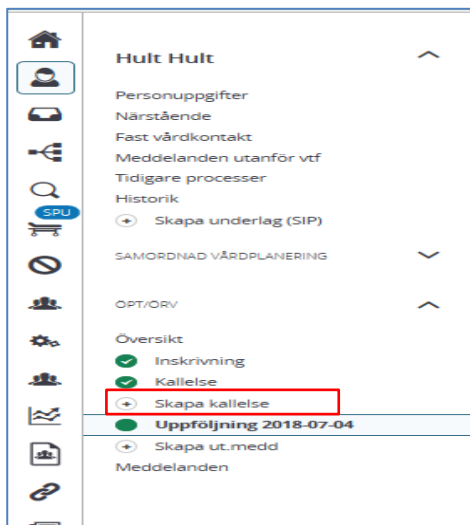 Hult Hult
Personuppgifter
Närstående
Fast vårdkontakt
Meddelanden utanför vtf
Tidigare processer
Historik
Skapa underlag (SIP)
SPU
SAMORDNAD VÅRDPLANERING
ÖPT/ÖRV
Översikt
Inskrivning
Kallelse
Skapa kallelse
Uppföljning 2018-07-04
Skapa ut.medd
Meddelanden